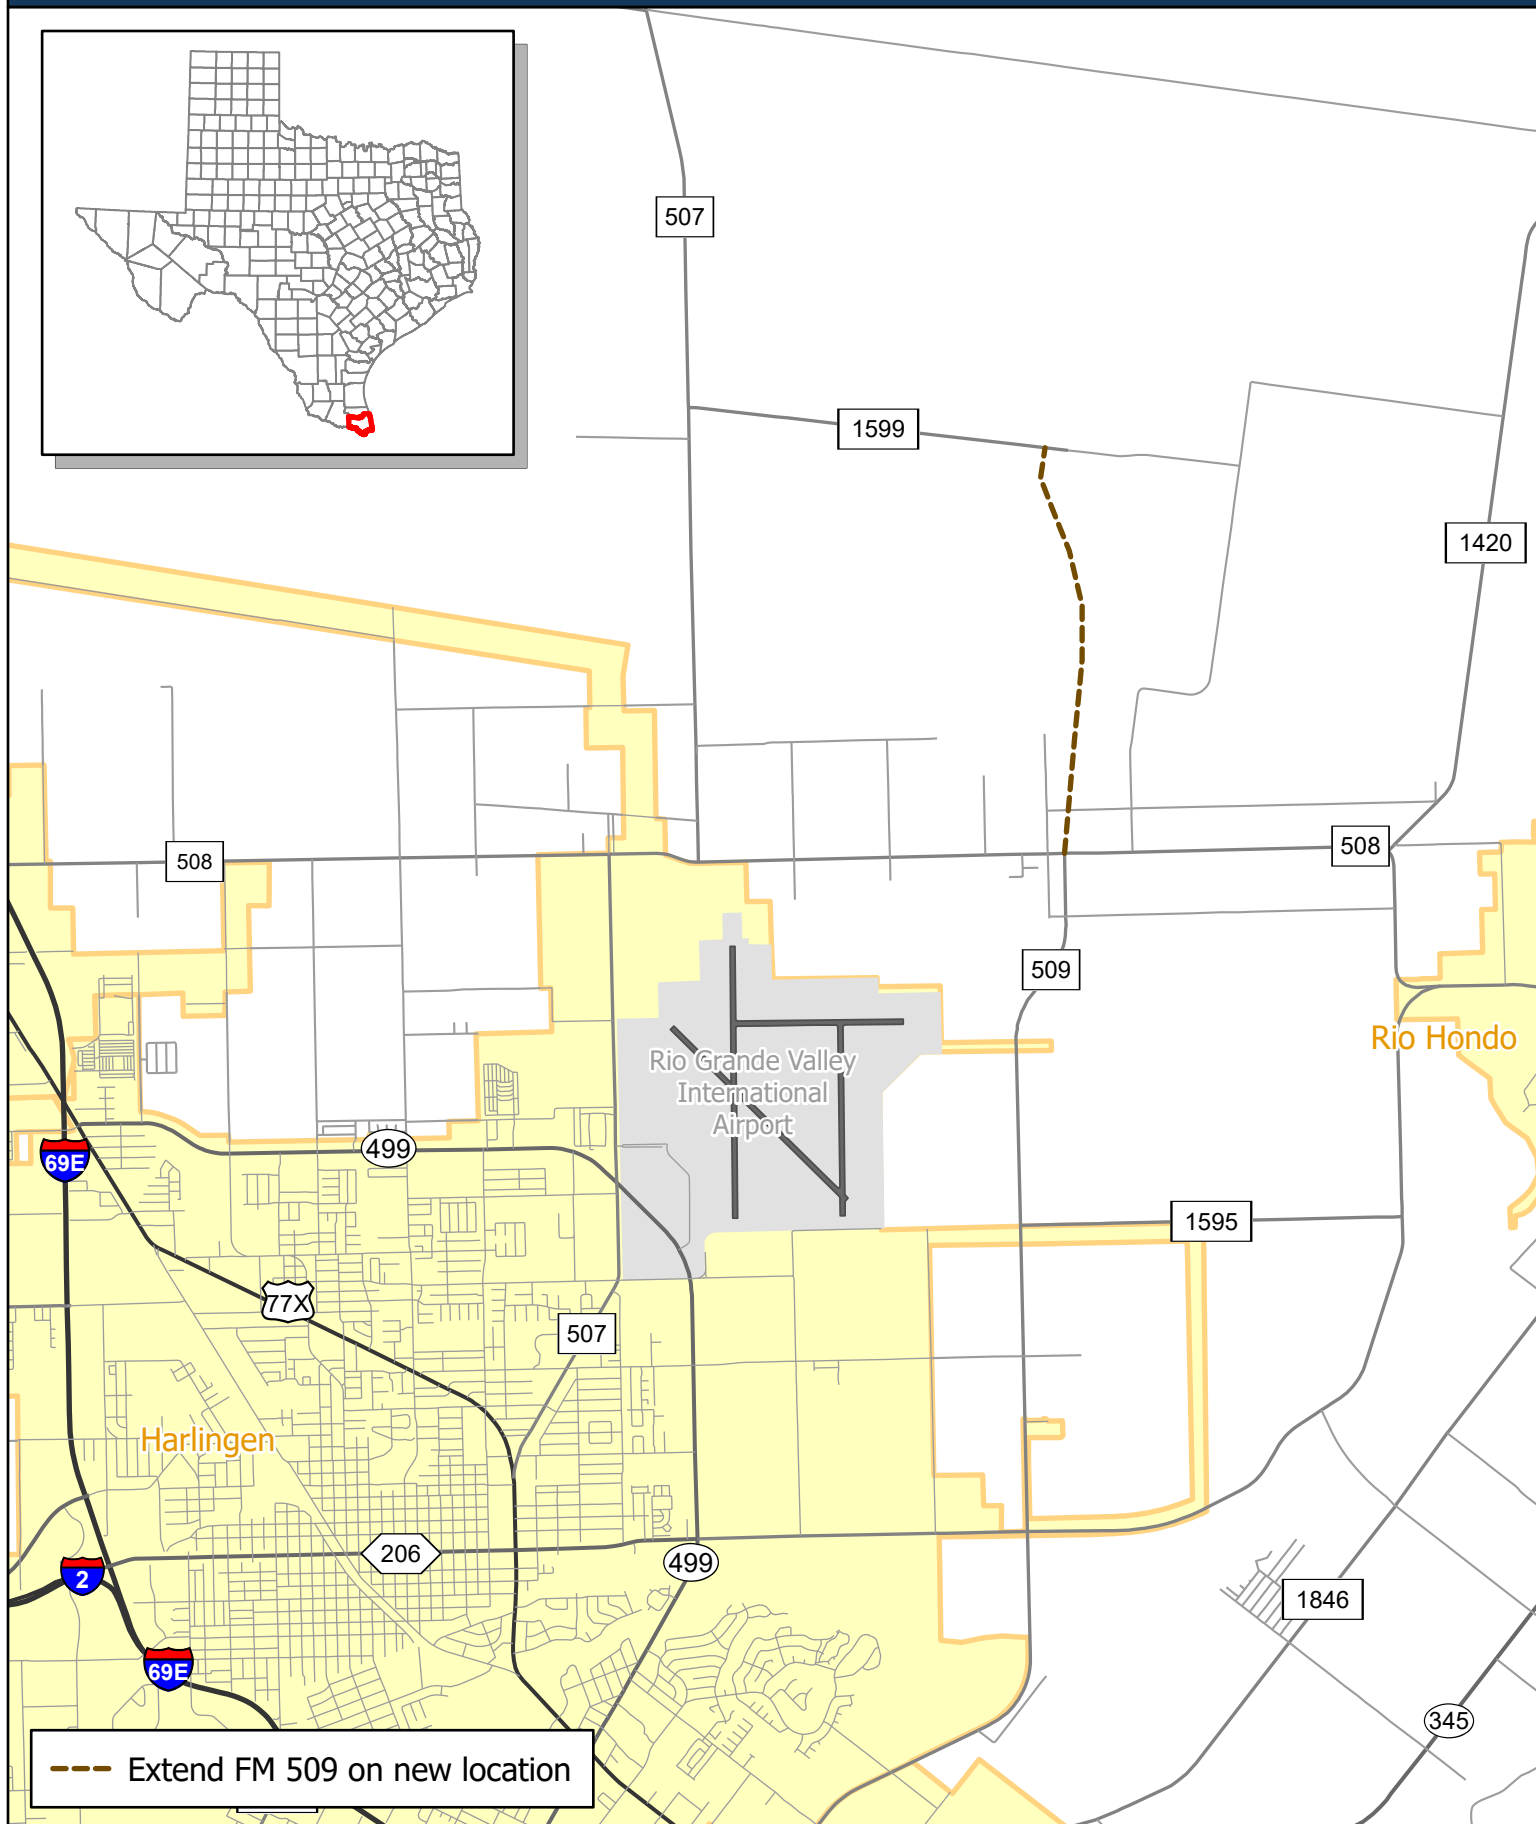 507
1599
1420
508
508
509
Rio Hondo
Rio Grande Valley
International
Airport
499
69E
1595
77X
507
Harlingen
206
499
2
1846
69E
345
Extend FM 509 on new location